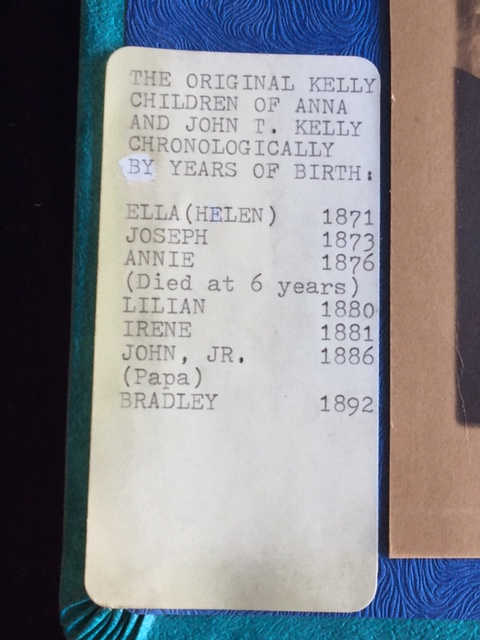 THE ORIGINAL KELLY
CHILDREN OF ANNA
AND JOHN T. KELLY
CHRONOLOGICALLY
BY YEARS OF BIRTH:
ELLA(HELEN) 1871
JOSEPH 1873
ANNIE 1876
(Died at 6 years)
LILIAN 1880
IRENE 1881
JOHN, JR. 1886
(Papa)
BRADLEY 1892